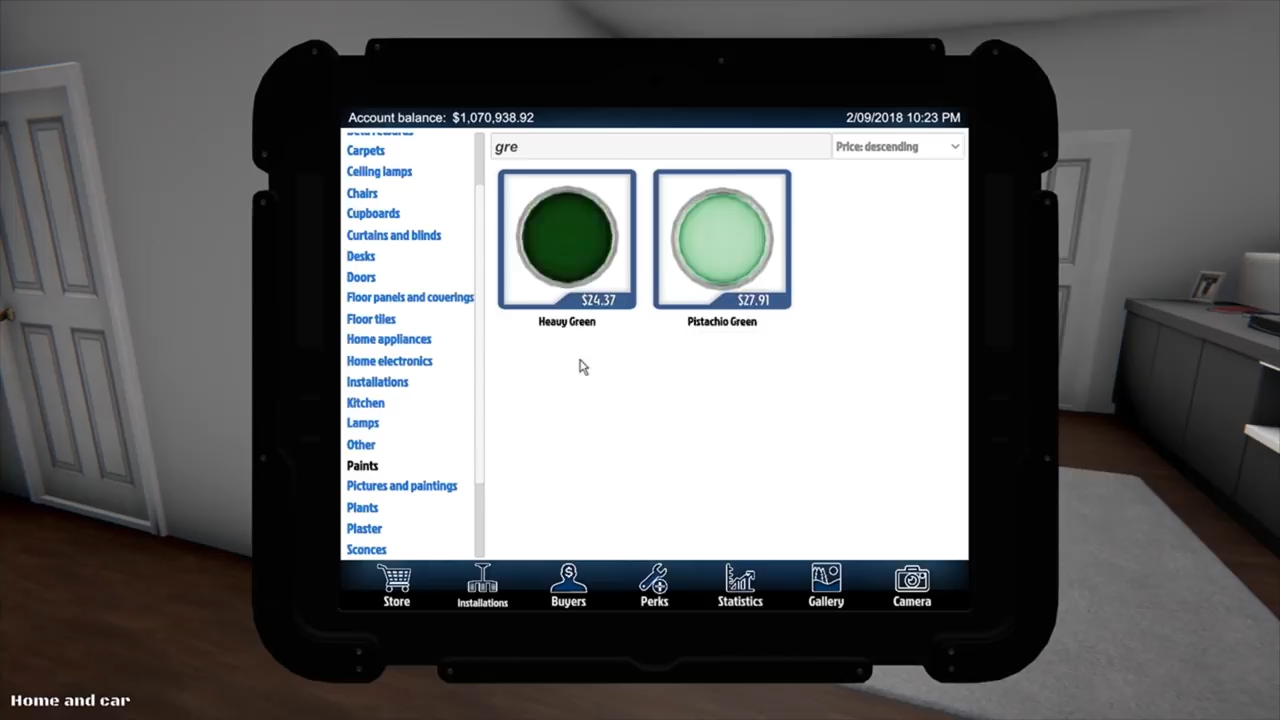 Account balance: $1,070,938.92
2/09/2018 10:23 PM
Beta rewards
Carpets
Ceiling lamps
Chairs
Cupboards
Curtains and blinds
Desks
Doors
Floor panels and coverings
Floor tiles
Home appliances
Home electronics
Installations
Kitchen
Lamps
Other
Paints
Pictures and paintings
Plants
Plaster
Sconces
gre
Price: descending
$24.37
Heavy Green
$27.91
Pistachio Green
Store
Installations
Buyers
Perks
Statistics
Gallery
Camera
Home and car